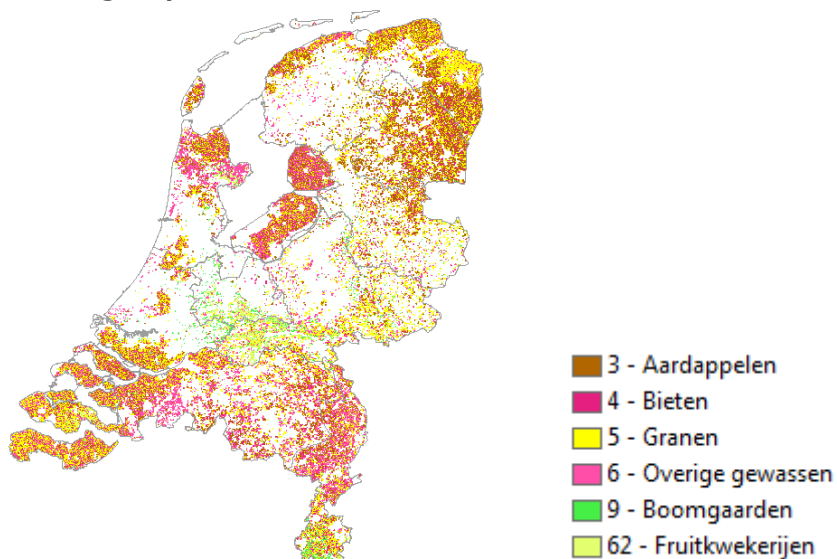 3 - Aardappelen
4 - Bieten
5 - Granen
6 - Overige gewassen
9 - Boomgaarden
62 - Fruitkwekerijen